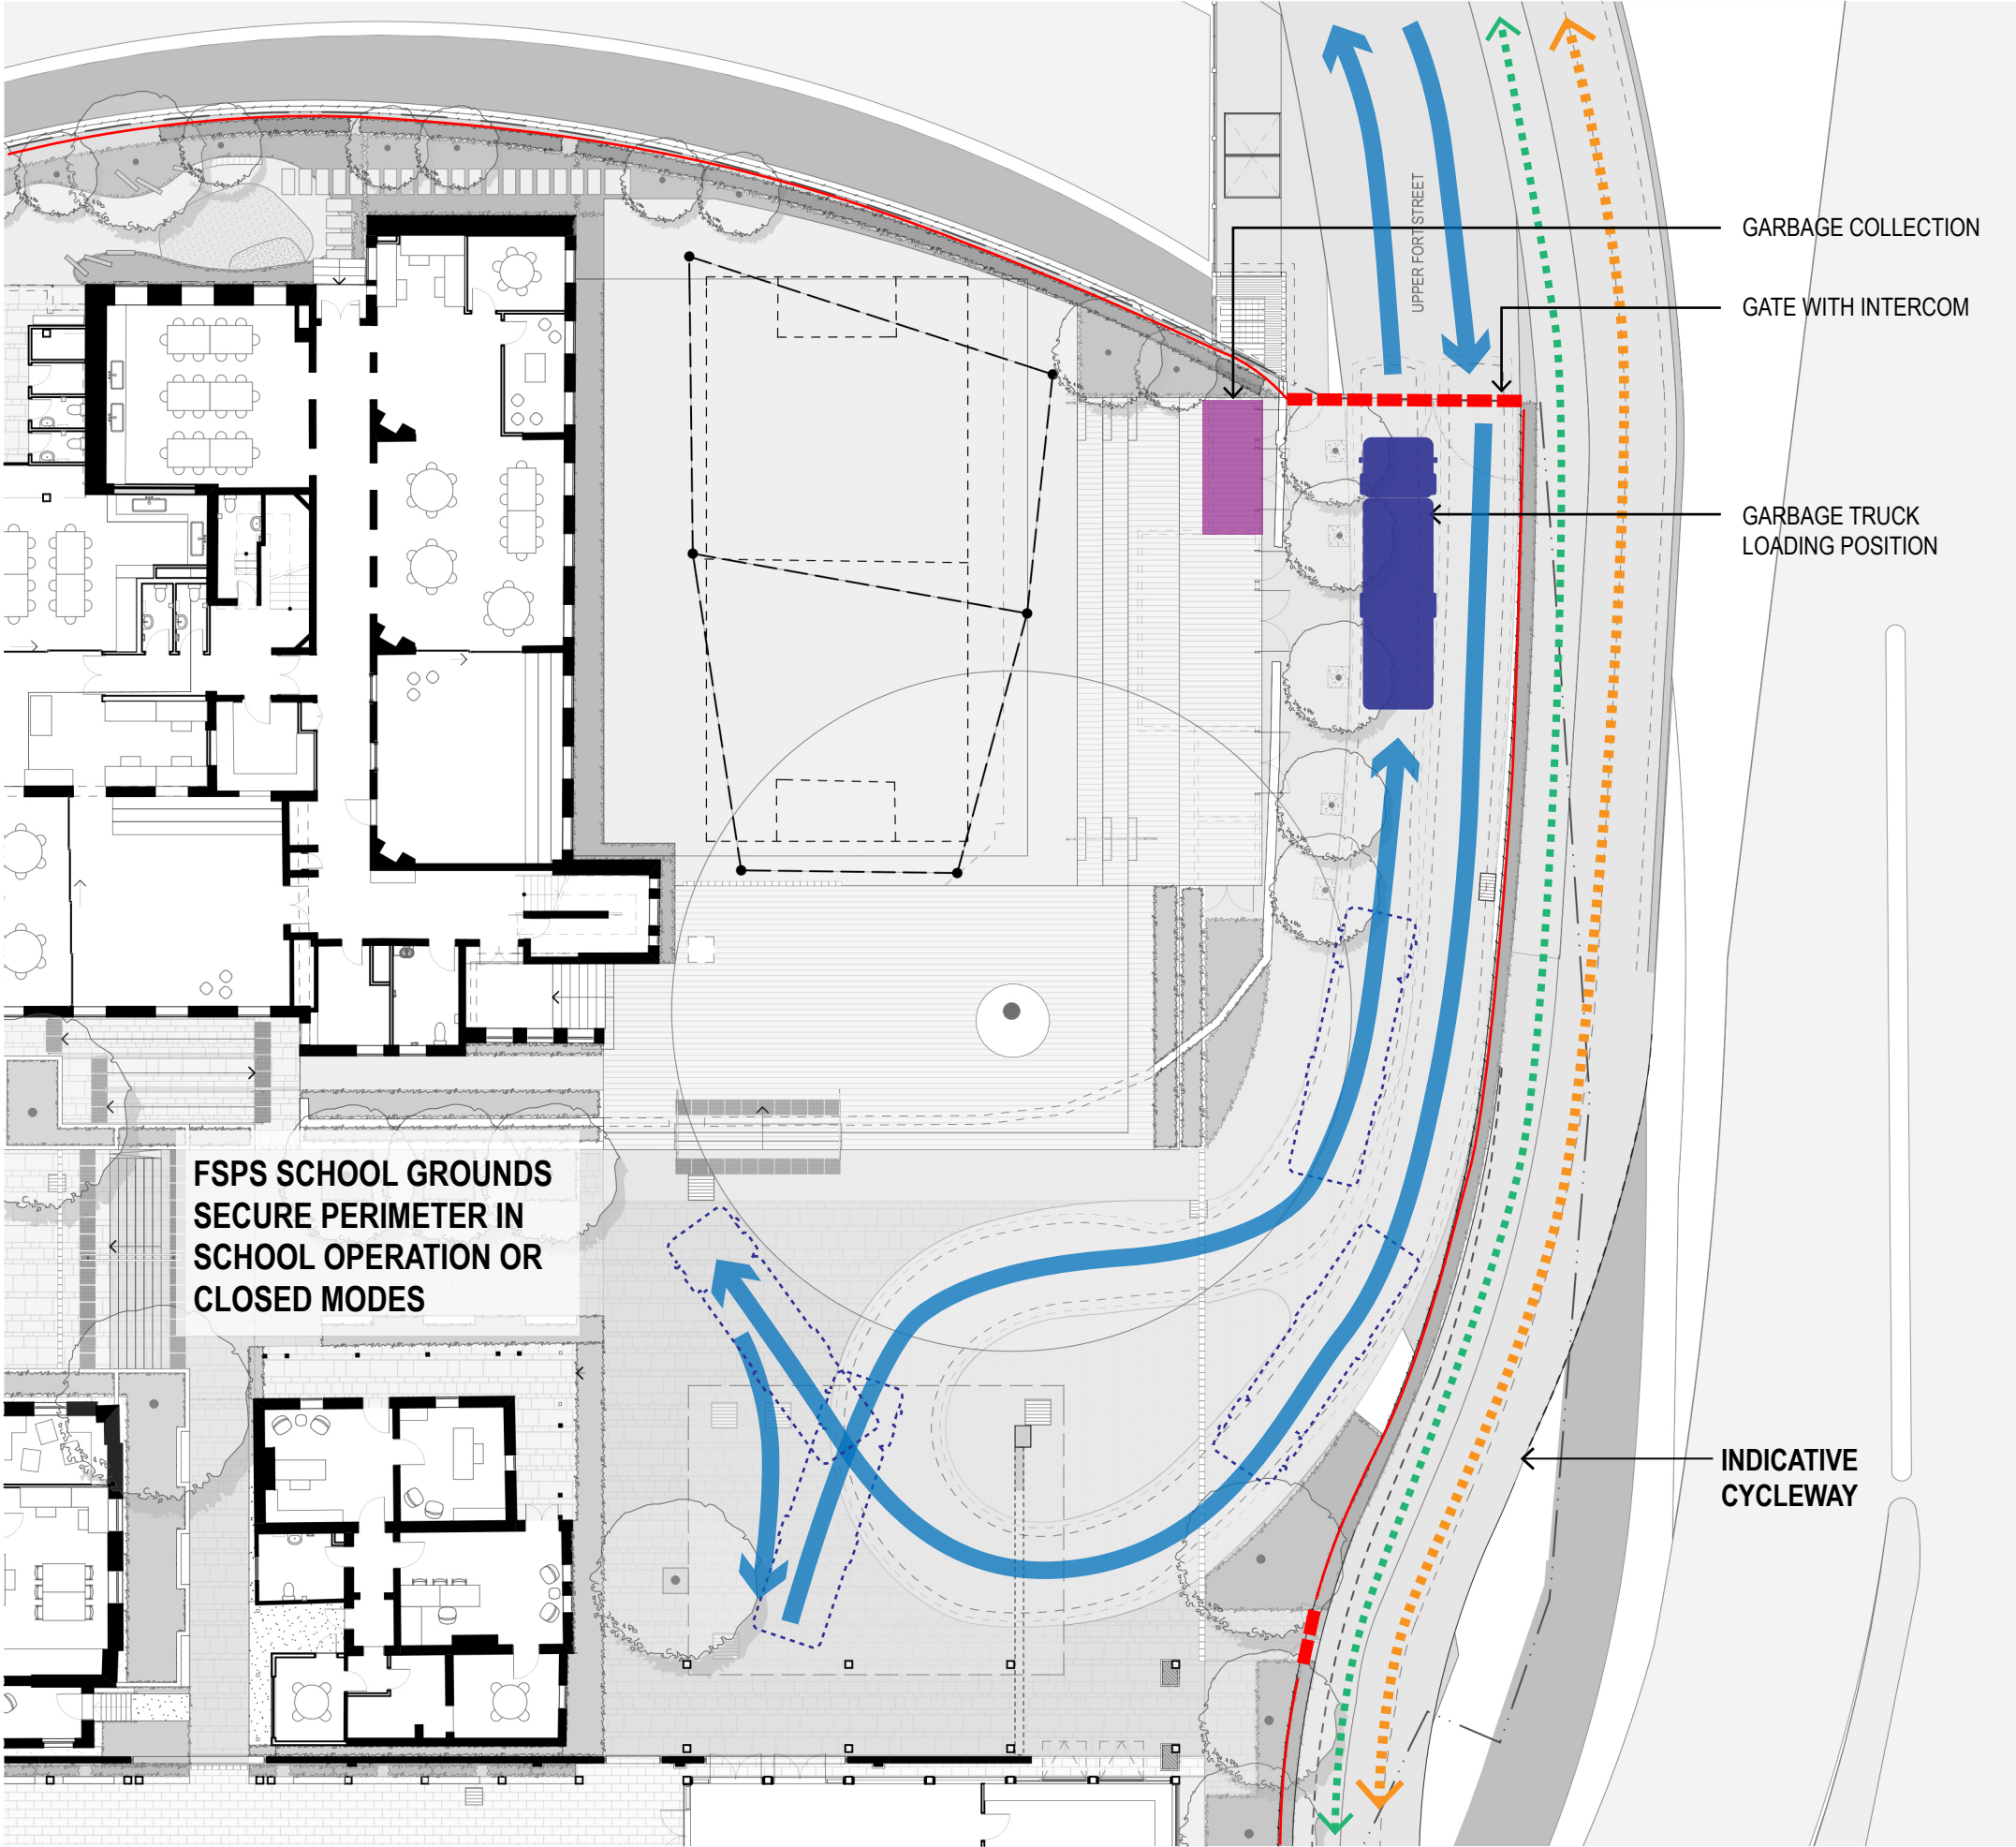 UPPER FORT STREET
GARBAGE COLLECTION
GATE WITH INTERCOM
GARBAGE TRUCK
LOADING POSITION
FSPS SCHOOL GROUNDS
SECURE PERIMETER IN
SCHOOL OPERATION OR
CLOSED MODES
INDICATIVE
CYCLEWAY